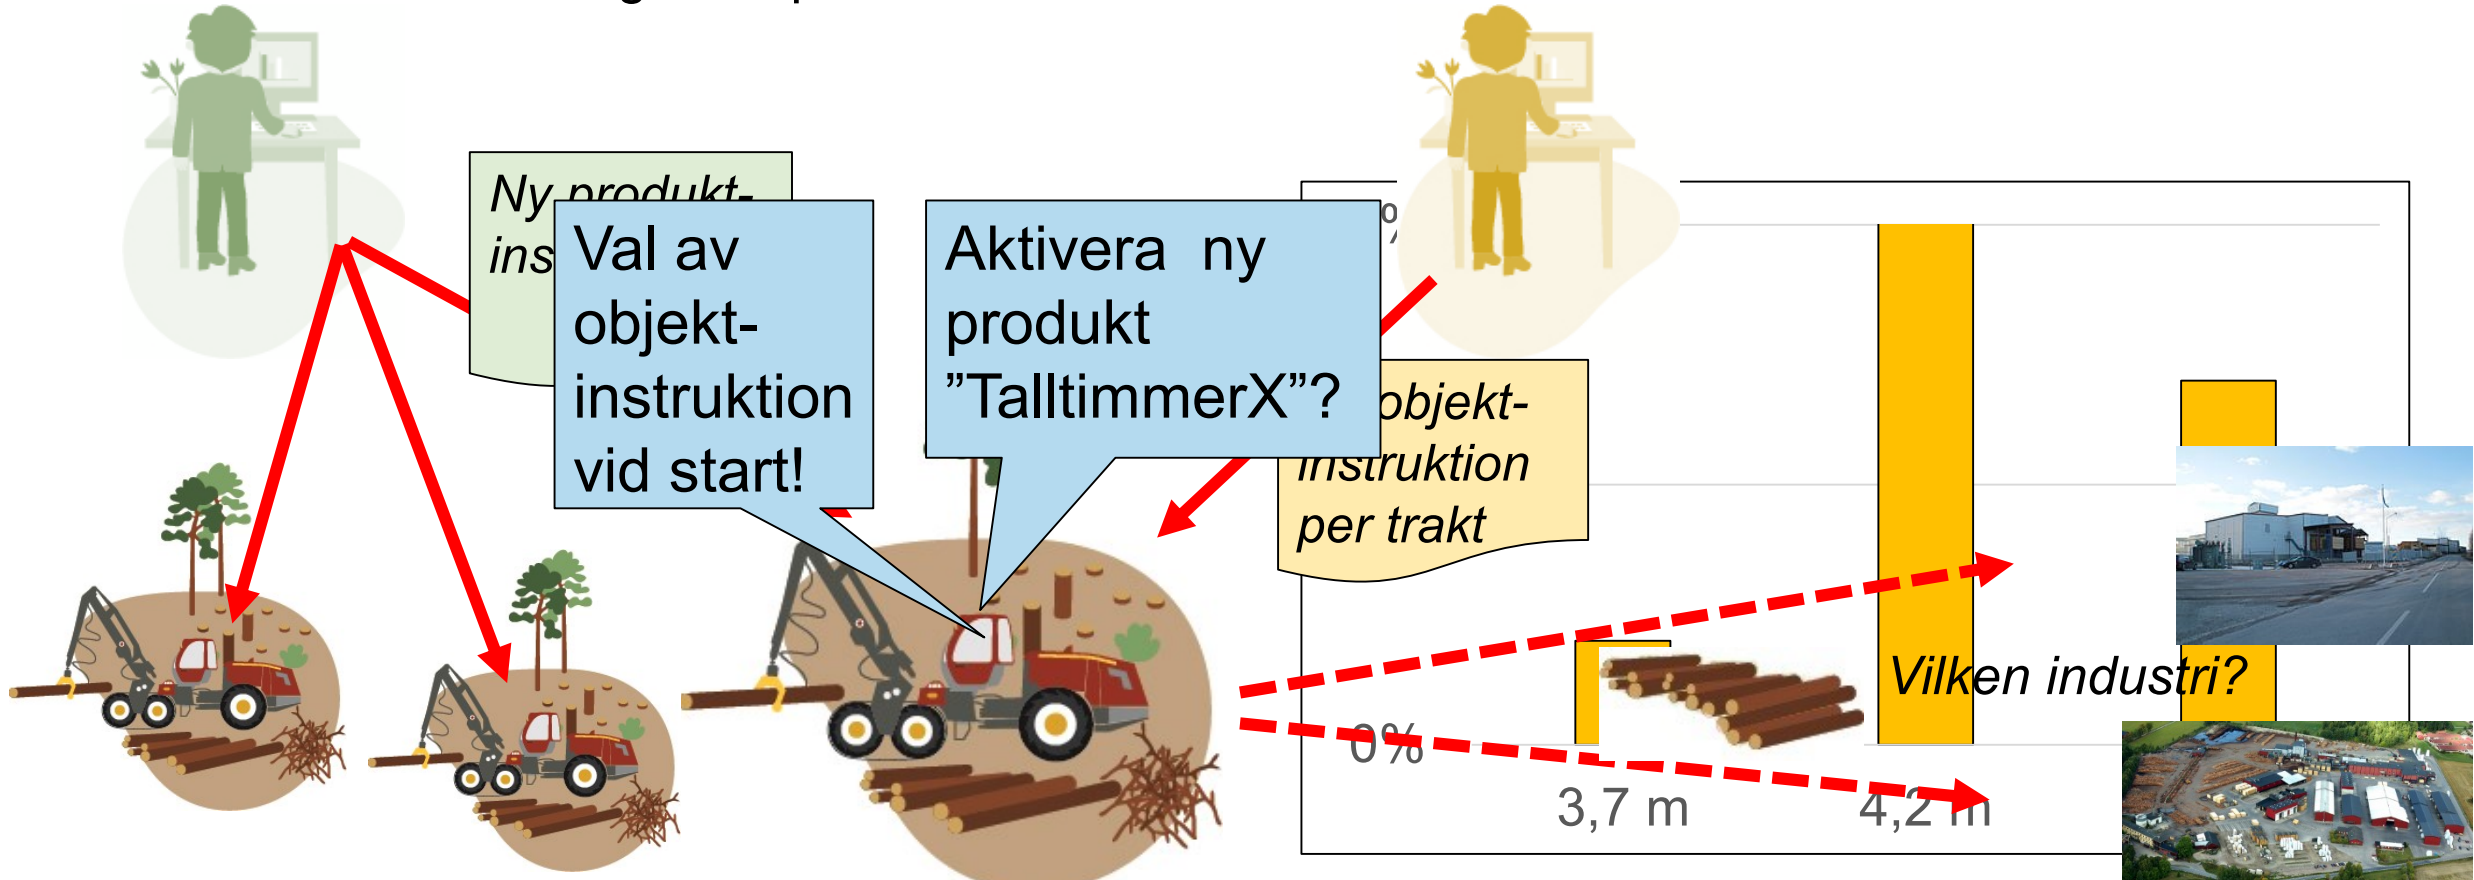 Ny produkt-
ins
Val av
objekt-
instruktion
vid start!
Aktivera ny
produkt
”TalltimmerX”?
objekt-
instruktion
per trakt
%
0%
3,7 m
4,2 m
Vilken industri?